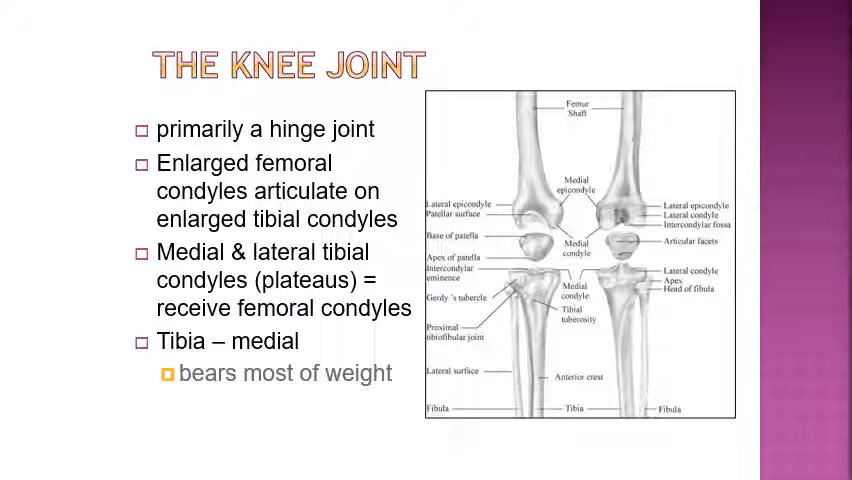 THE KNEE JOINT
primarily a hinge joint
Enlarged femoral
condyles articulate on
enlarged tibial condyles
Medial & lateral tibial
condyles (plateaus) =
receive femoral condyles
Tibia – medial
bears most of weight
Femur
Shaft
Medial
epicondyle
Lateral epicondyle
Patellar surface
Lateral epicondyle
Lateral condyle
Intercondylar fossa
Base of patella
Medial
condyle
Articular facets
Apex of patella
Intercondylar
eminence
Lateral condyle
Apex
Head of fibula
Medial
condyle
Gerdy 's tubercle
Tibial
tuberosity
Proximal
tibiofibular joint
Lateral surface
Anterior crest
Fibula
Tibia
Fibula